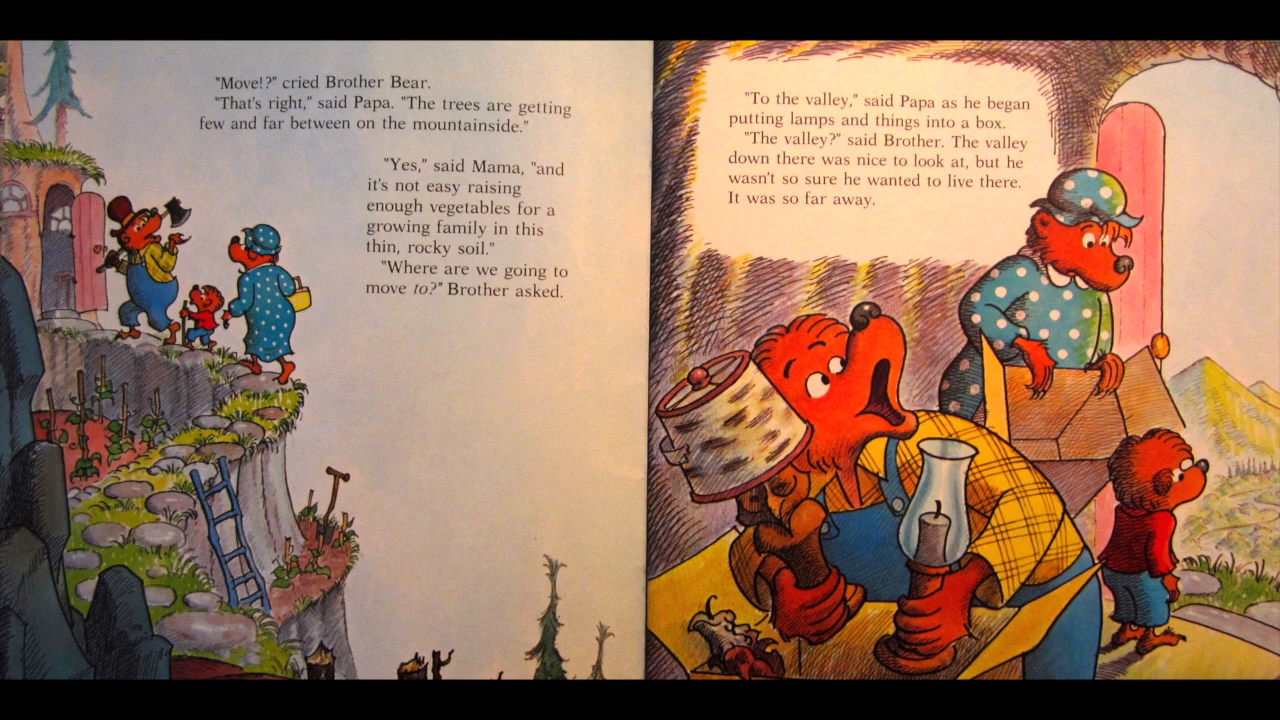 "Move!?" cried Brother Bear.
"That's right," said Papa. "The trees are getting
few and far between on the mountainside."
"Yes," said Mama, "and
it's not easy raising
enough vegetables for a
growing family in this
thin, rocky soil."
"Where are we going to
move to?" Brother asked.
"To the valley," said Papa as he began
putting lamps and things into a box.
"The valley?" said Brother. The valley
down there was nice to look at, but he
wasn't so sure he wanted to live there.
It was so far away.